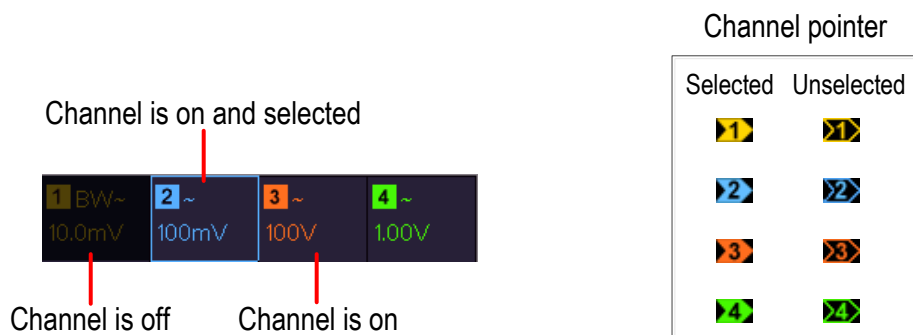 Channel pointer
Selected Unselected
Channel is on and selected
1 1
1 BW~ 2 ~ 3 ~ 4 ~
2 2
10.0mV 100mV 100V 1.00V
3 3
Channel is off Channel is on
4 4